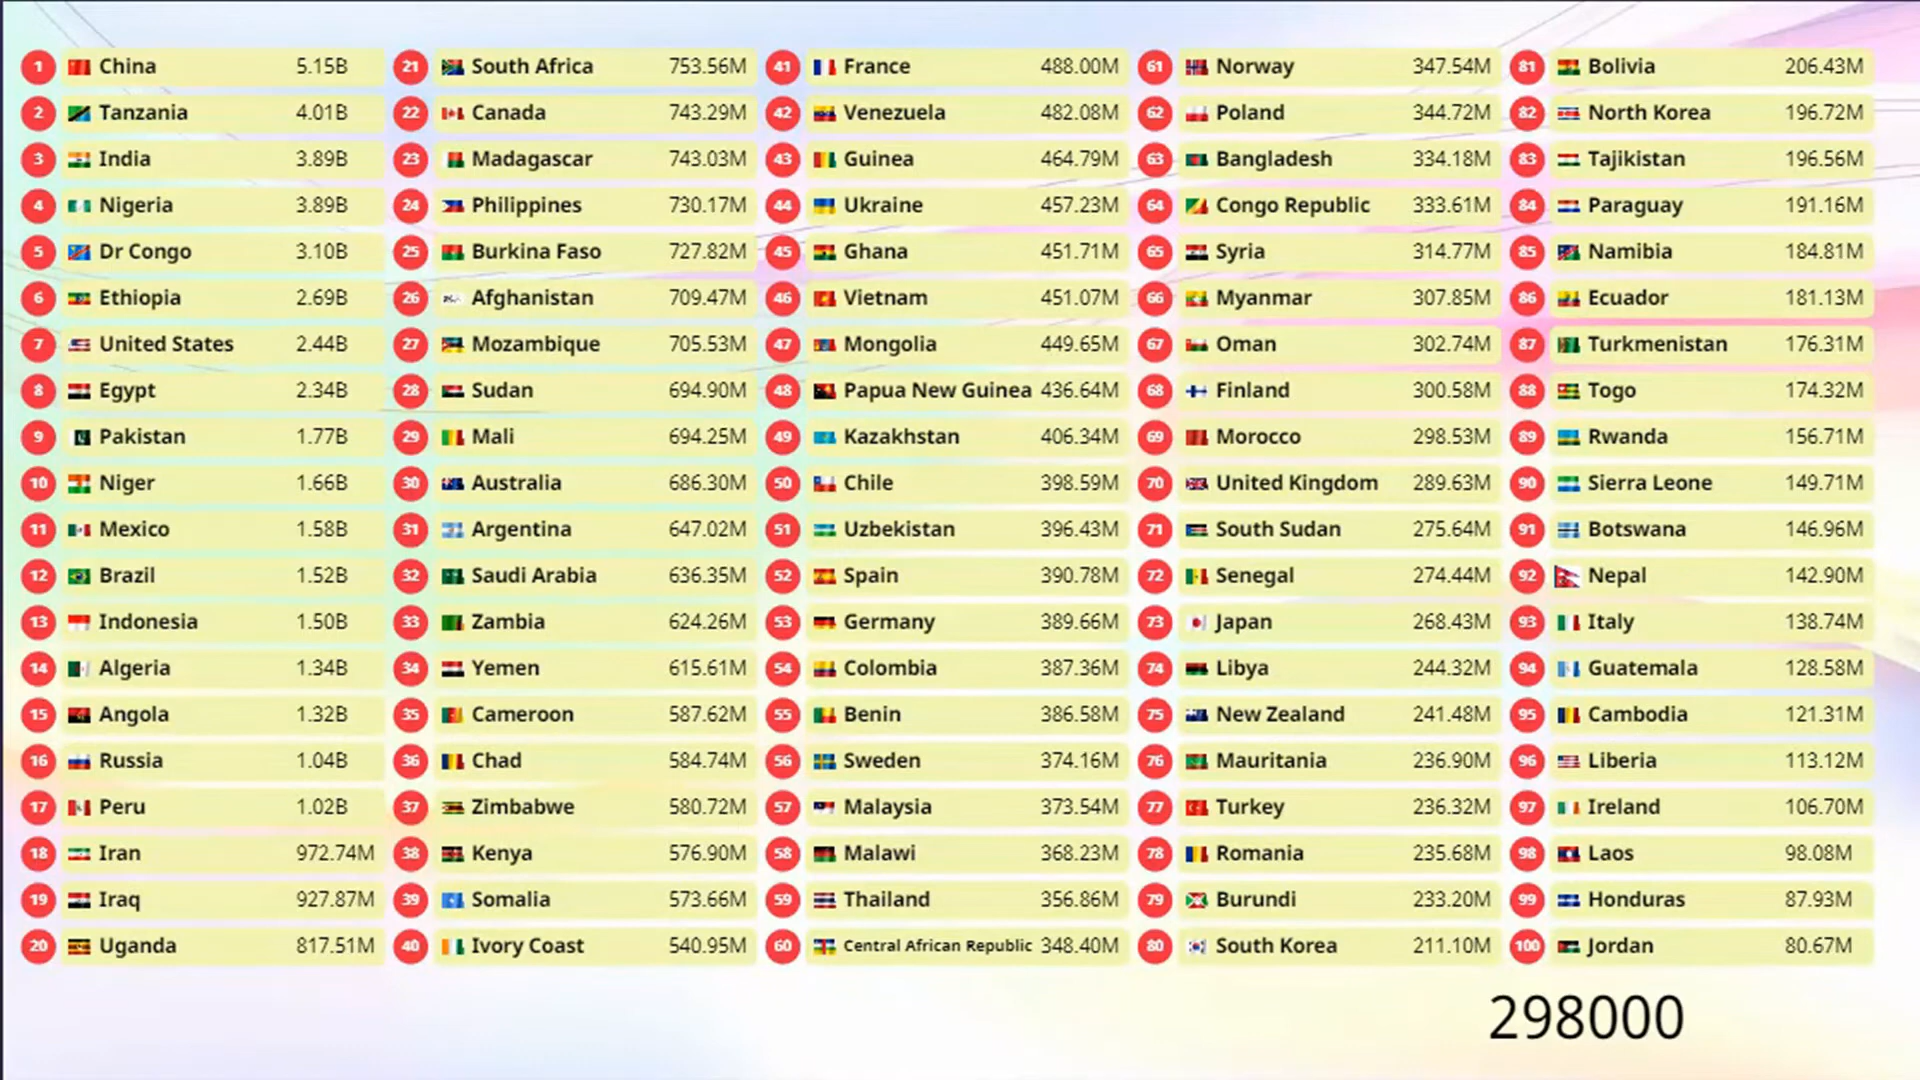 1 China 5.15B
2 Tanzania 4.01B
3 India 3.89B
4 Nigeria 3.89B
5 Dr Congo 3.10B
6 Ethiopia 2.69B
7 United States 2.44B
8 Egypt 2.34B
9 Pakistan 1.77B
10 Niger 1.66B
11 Mexico 1.58B
12 Brazil 1.52B
13 Indonesia 1.50B
14 Algeria 1.34B
15 Angola 1.32B
16 Russia 1.04B
17 Peru 1.02B
18 Iran 972.74M
19 Iraq 927.87M
20 Uganda 817.51M
21 South Africa 753.56M
22 Canada 743.29M
23 Madagascar 743.03M
24 Philippines 730.17M
25 Burkina Faso 727.82M
26 Afghanistan 709.47M
27 Mozambique 705.53M
28 Sudan 694.90M
29 Mali 694.25M
30 Australia 686.30M
31 Argentina 647.02M
32 Saudi Arabia 636.35M
33 Zambia 624.26M
34 Yemen 615.61M
35 Cameroon 587.62M
36 Chad 584.74M
37 Zimbabwe 580.72M
38 Kenya 576.90M
39 Somalia 573.66M
40 Ivory Coast 540.95M
41 France 488.00M
42 Venezuela 482.08M
43 Guinea 464.79M
44 Ukraine 457.23M
45 Ghana 451.71M
46 Vietnam 451.07M
47 Mongolia 449.65M
48 Papua New Guinea 436.64M
49 Kazakhstan 406.34M
50 Chile 398.59M
51 Uzbekistan 396.43M
52 Spain 390.78M
53 Germany 389.66M
54 Colombia 387.36M
55 Benin 386.58M
56 Sweden 374.16M
57 Malaysia 373.54M
58 Malawi 368.23M
59 Thailand 356.86M
60 Central African Republic 348.40M
61 Norway 347.54M
62 Poland 344.72M
63 Bangladesh 334.18M
64 Congo Republic 333.61M
65 Syria 314.77M
66 Myanmar 307.85M
67 Oman 302.74M
68 Finland 300.58M
69 Morocco 298.53M
70 United Kingdom 289.63M
71 South Sudan 275.64M
72 Senegal 274.44M
73 Japan 268.43M
74 Libya 244.32M
75 New Zealand 241.48M
76 Mauritania 236.90M
77 Turkey 236.32M
78 Romania 235.68M
79 Burundi 233.20M
80 South Korea 211.10M
81 Bolivia 206.43M
82 North Korea 196.72M
83 Tajikistan 196.56M
84 Paraguay 191.16M
85 Namibia 184.81M
86 Ecuador 181.13M
87 Turkmenistan 176.31M
88 Togo 174.32M
89 Rwanda 156.71M
90 Sierra Leone 149.71M
91 Botswana 146.96M
92 Nepal 142.90M
93 Italy 138.74M
94 Guatemala 128.58M
95 Cambodia 121.31M
96 Liberia 113.12M
97 Ireland 106.70M
98 Laos 98.08M
99 Honduras 87.93M
100 Jordan 80.67M
298000